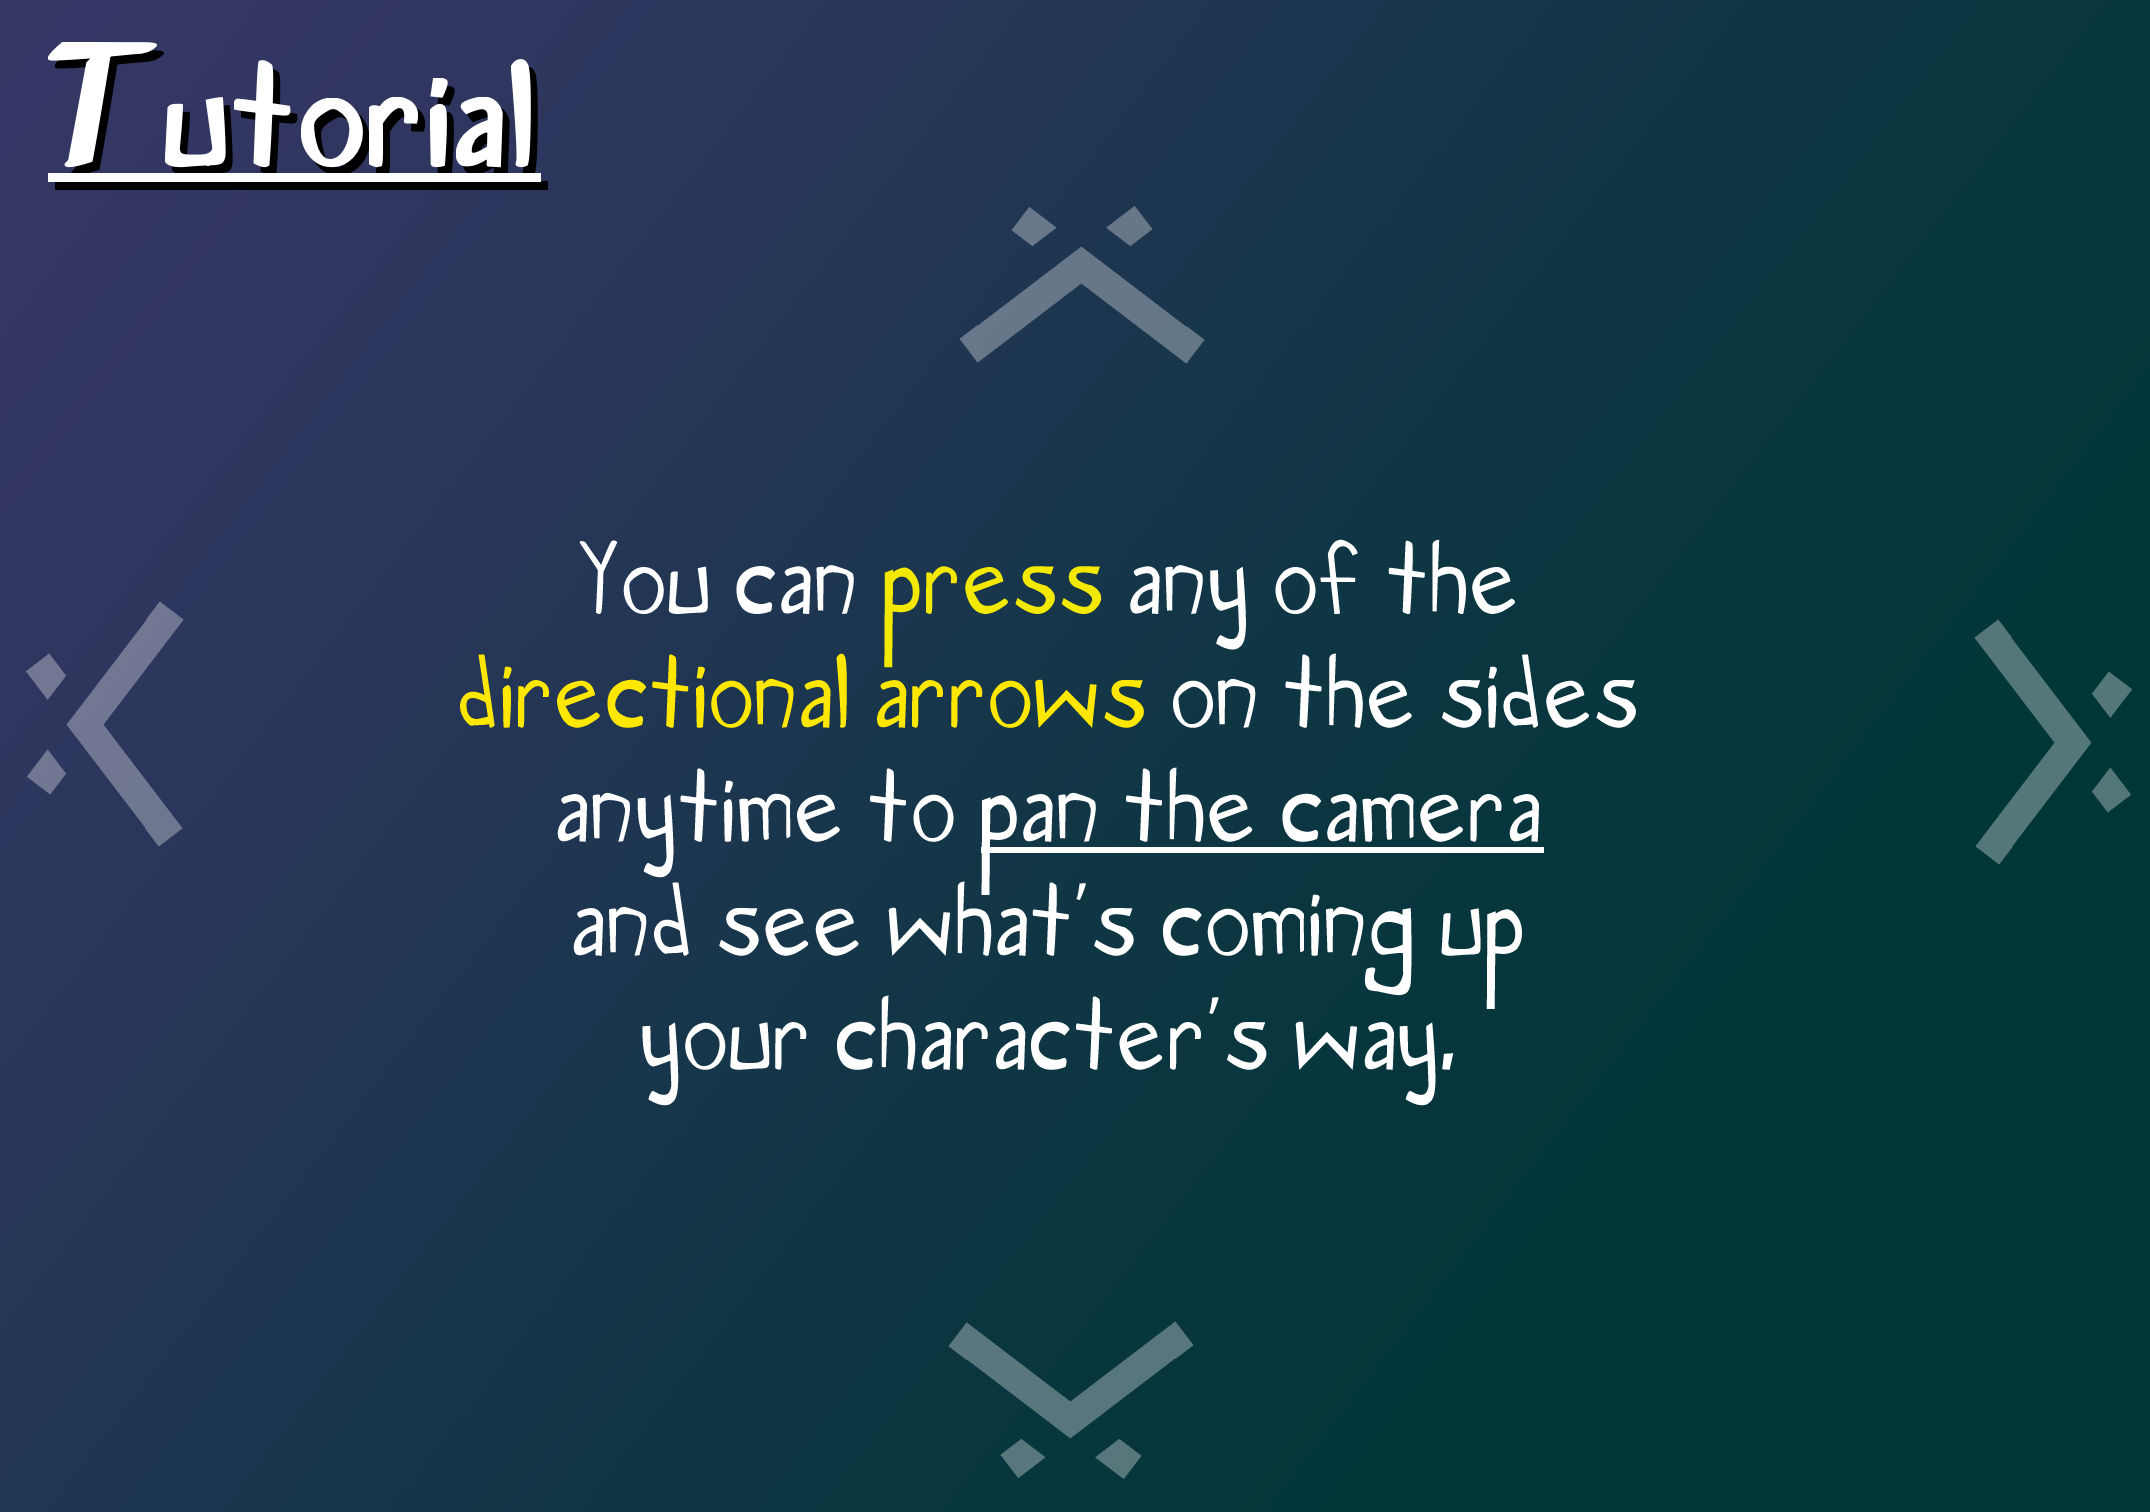 Tutorial
You can press any of the
directional arrows on the sides
anytime to pan the camera
and see what's coming up
your character's way.